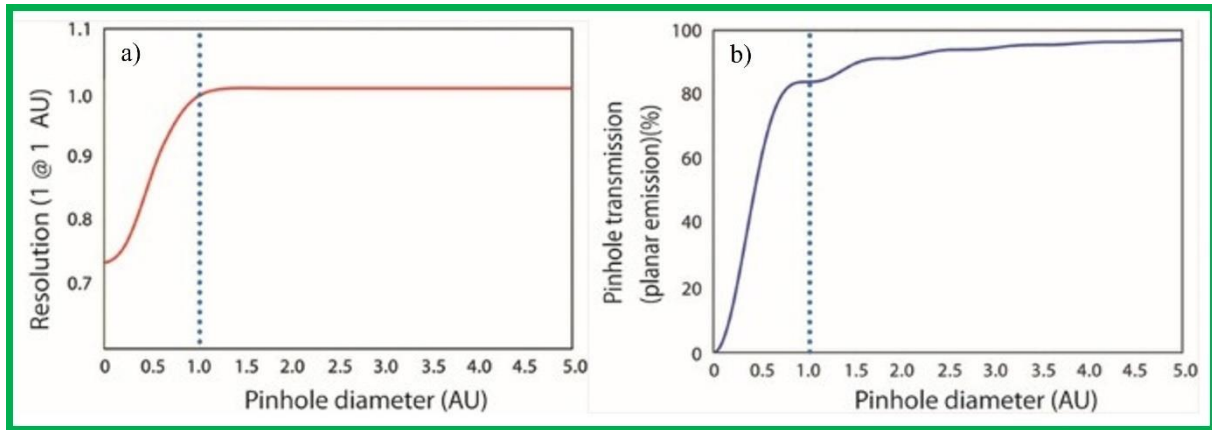 a)
Resolution (1 @ 1 AU)
1.1
1.0
0.9
0.8
0.7
0 0.5 1.0 1.5 2.0 2.5 3.0 3.5 4.0 4.5 5.0
Pinhole diameter (AU)
b)
Pinhole transmission
(planar emission)(%)
100
80
60
40
20
0
0 0.5 1.0 1.5 2.0 2.5 3.0 3.5 4.0 4.5 5.0
Pinhole diameter (AU)